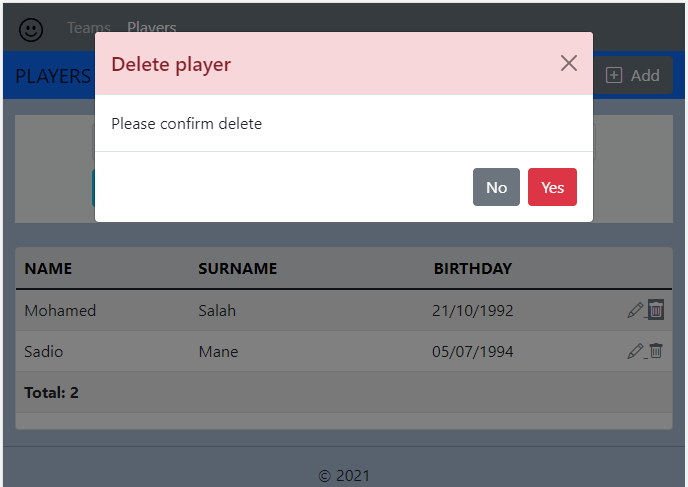 Teams Players
PLAYERS
Add
Delete player
Please confirm delete
No Yes
NAME SURNAME BIRTHDAY
Mohamed Salah 21/10/1992
Sadio Mane 05/07/1994
Total: 2
© 2021